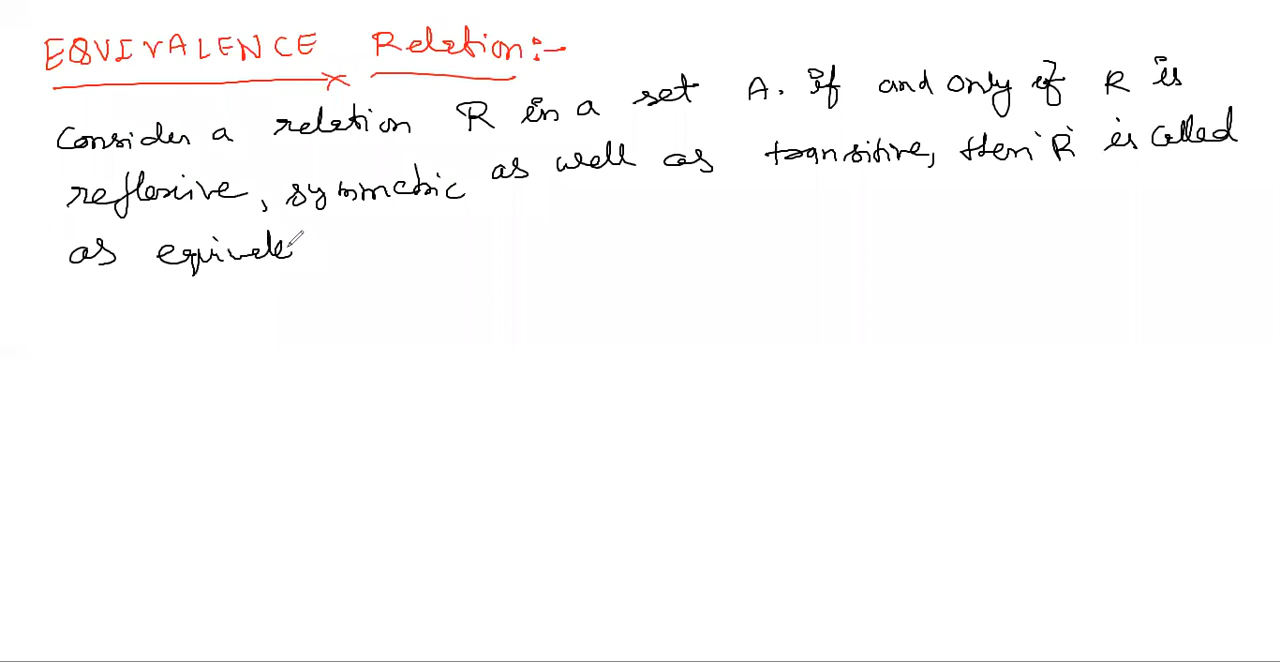 EQUIVALENCE Relation:-
Consider a relation R in a set A. if and only if R is
reflexive, symmetric as well as transitive, then R is called
as equivale